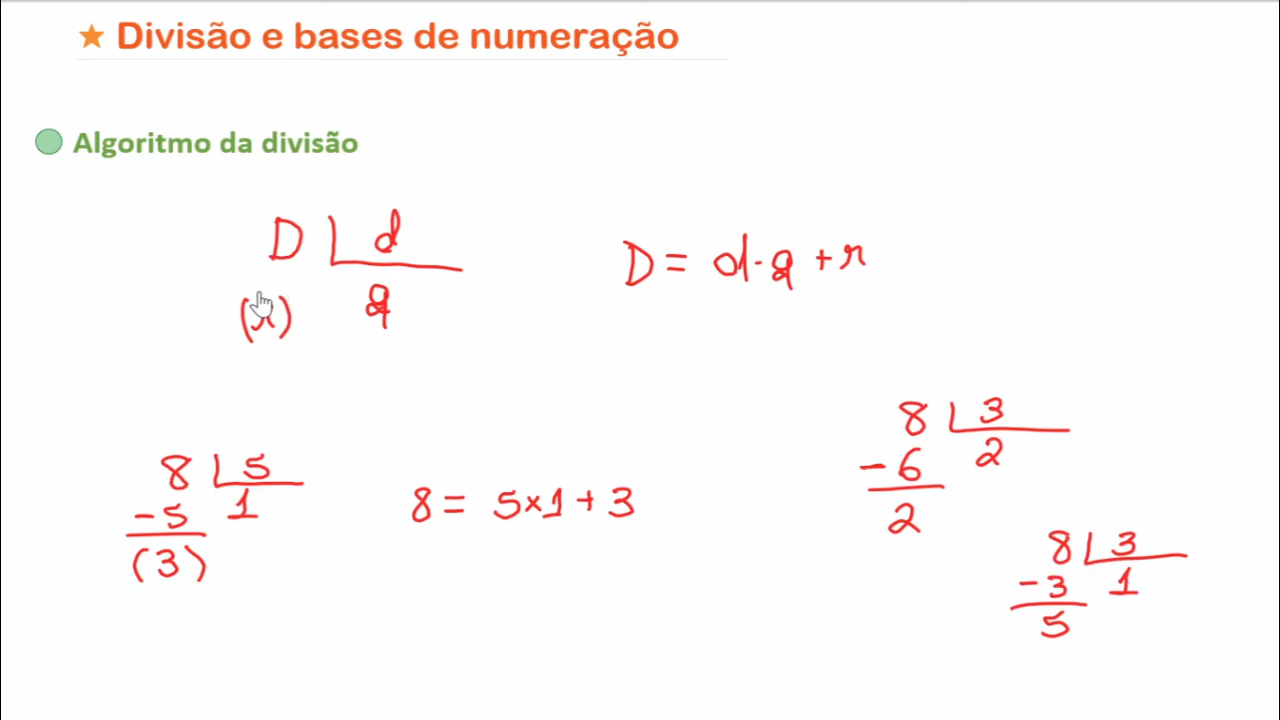 Divisão e bases de numeração
Algoritmo da divisão
D d
(r) q
D = d·q + r
8 5
-5 1
(3)
8 = 5×1 + 3
8 3
-6 2
2
8 3
-3 1
5